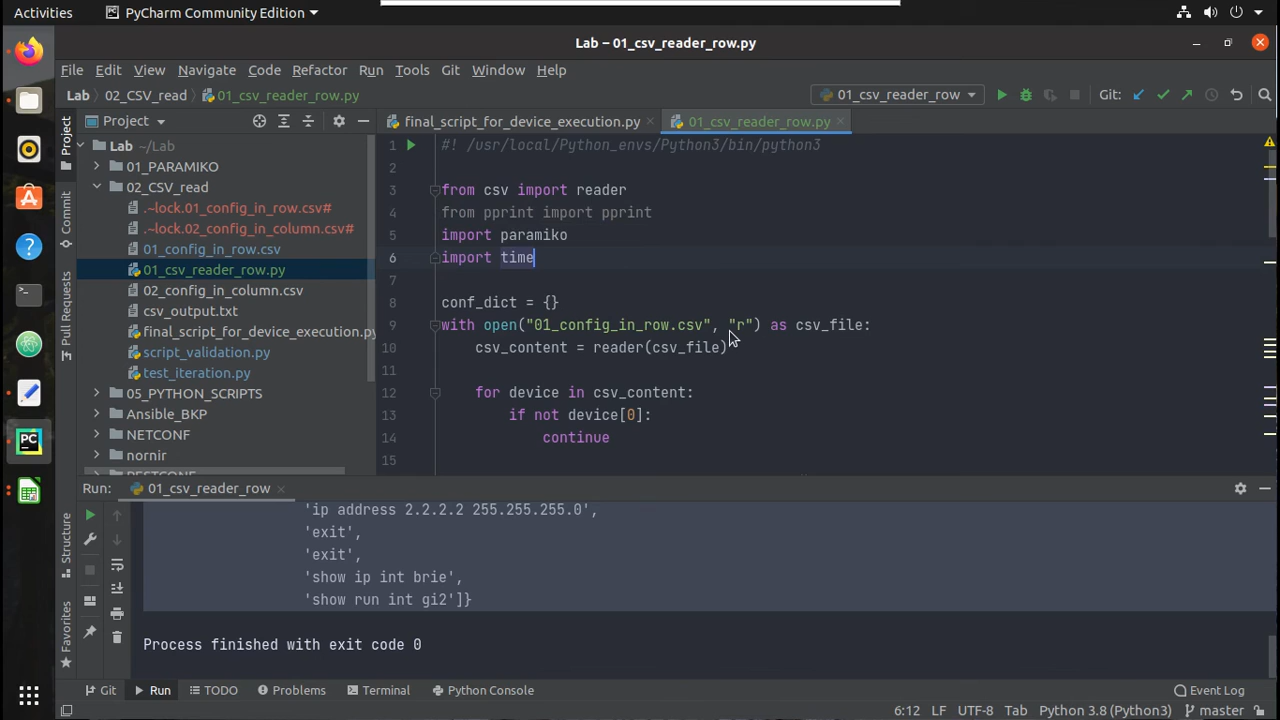 Activities
PyCharm Community Edition
Lab – 01_csv_reader_row.py
File Edit View Navigate Code Refactor Run Tools Git Window Help
Lab 02_CSV_read 01_csv_reader_row.py
01_csv_reader_row
Git:
Project
final_script_for_device_execution.py
01_csv_reader_row.py
Lab ~/Lab
01_PARAMIKO
02_CSV_read
.~lock.01_config_in_row.csv#
.~lock.02_config_in_column.csv#
01_config_in_row.csv
01_csv_reader_row.py
02_config_in_column.csv
csv_output.txt
final_script_for_device_execution.py
script_validation.py
test_iteration.py
05_PYTHON_SCRIPTS
Ansible_BKP
NETCONF
nornir
RESTCONF
Project
Commit
Pull Requests
Structure
Favorites
1 #! /usr/local/Python_envs/Python3/bin/python3
2
3 from csv import reader
4 from pprint import pprint
5 import paramiko
6 import time
7
8 conf_dict = {}
9 with open("01_config_in_row.csv", "r") as csv_file:
10 csv_content = reader(csv_file)
11
12 for device in csv_content:
13 if not device[0]:
14 continue
15
Run: 01_csv_reader_row
'ip address 2.2.2.2 255.255.255.0',
'exit',
'exit',
'show ip int brie',
'show run int gi2']}
Process finished with exit code 0
Git Run TODO Problems Terminal Python Console Event Log
6:12 LF UTF-8 Tab Python 3.8 (Python3) master